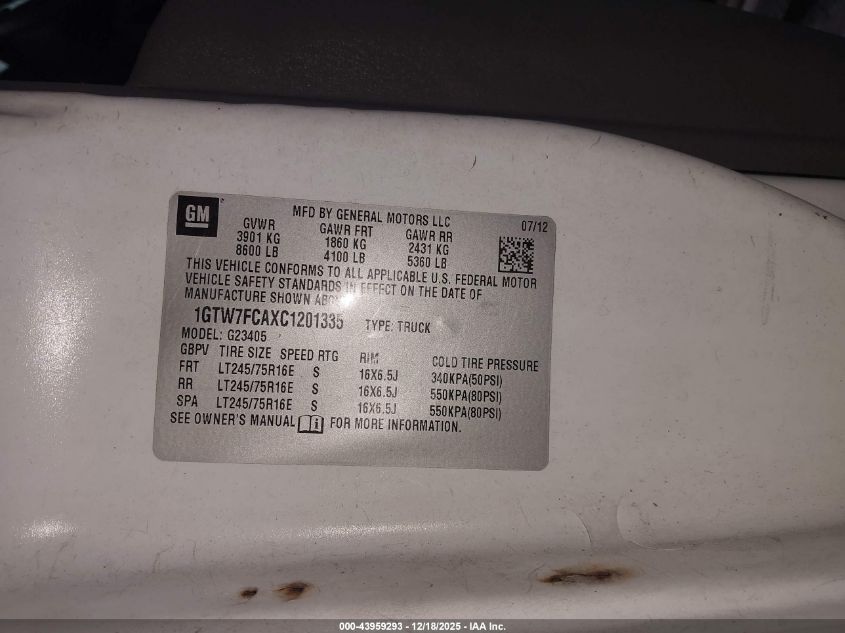 GM
MFD BY GENERAL MOTORS LLC 07/12
GVWR GAWR FRT GAWR RR
3901 KG 1860 KG 2431 KG
8600 LB 4100 LB 5360 LB
THIS VEHICLE CONFORMS TO ALL APPLICABLE U.S. FEDERAL MOTOR
VEHICLE SAFETY STANDARDS IN EFFECT ON THE DATE OF
MANUFACTURE SHOWN ABOVE
1GTW7FCAXC1201335 TYPE: TRUCK
MODEL: G23405
GBPV TIRE SIZE SPEED RTG RIM COLD TIRE PRESSURE
FRT LT245/75R16E S 16X6.5J 340KPA(50PSI)
RR LT245/75R16E S 16X6.5J 550KPA(80PSI)
SPA LT245/75R16E S 16X6.5J 550KPA(80PSI)
SEE OWNER'S MANUAL FOR MORE INFORMATION.
000-43959293 - 12/18/2025 - IAA Inc.